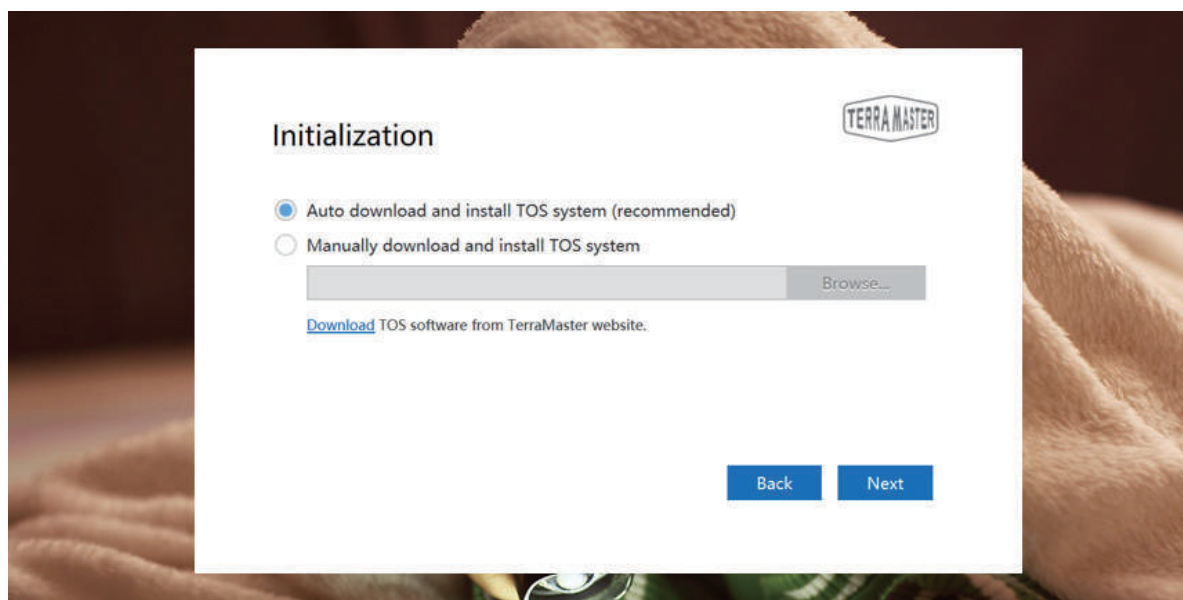 TERRA MASTER
Initialization
Auto download and install TOS system (recommended)
Manually download and install TOS system
Browse...
Download TOS software from TerraMaster website.
Back
Next